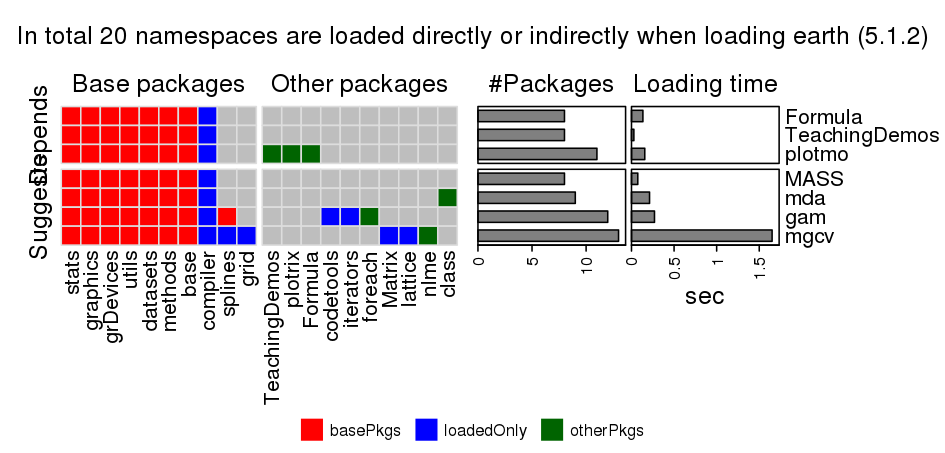 In total 20 namespaces are loaded directly or indirectly when loading earth (5.1.2)
Base packages
Other packages
#Packages
Loading time
Depends
Suggests
Formula
TeachingDemos
plotmo
MASS
mda
gam
mgcv
stats
graphics
grDevices
utils
datasets
methods
base
compiler
splines
grid
TeachingDemos
plotrix
Formula
codetools
iterators
foreach
Matrix
lattice
nlme
class
0
5
10
0
0.5
1
1.5
sec
basePkgs
loadedOnly
otherPkgs